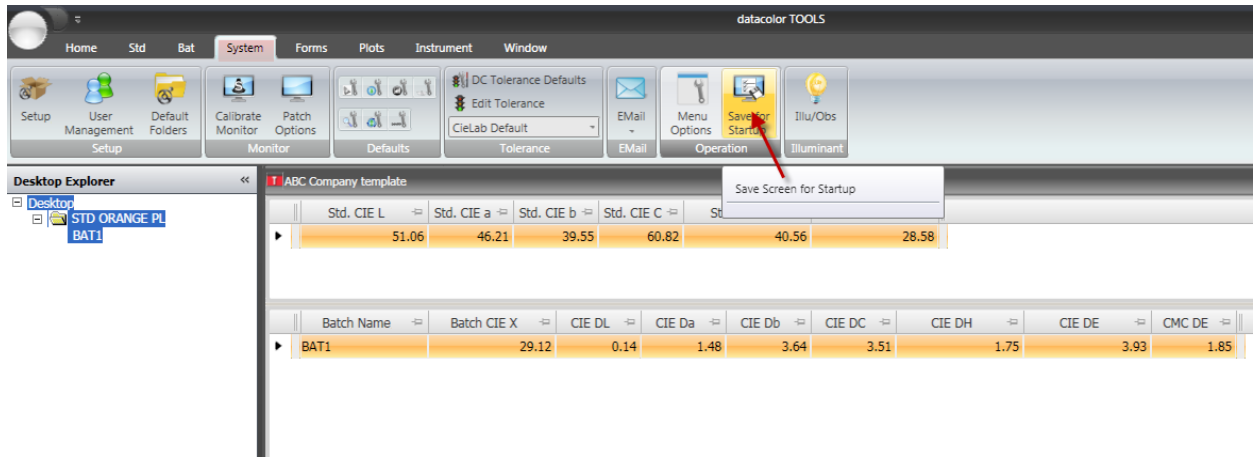 datacolor TOOLS
Home Std Bat System Forms Plots Instrument Window
Setup
User Management
Default Folders
Setup
Calibrate Monitor
Patch Options
Monitor
Defaults
DC Tolerance Defaults
Edit Tolerance
CieLab Default
Tolerance
EMail
EMail
Menu Options
Save for Startup
Operation
Illu/Obs
Illuminant
Save Screen for Startup
Desktop Explorer
Desktop
STD ORANGE PL
BAT1
ABC Company template
Std. CIE L Std. CIE a Std. CIE b Std. CIE C St
51.06 46.21 39.55 60.82 40.56 28.58
Batch Name Batch CIE X CIE DL CIE Da CIE Db CIE DC CIE DH CIE DE CMC DE
BAT1 29.12 0.14 1.48 3.64 3.51 1.75 3.93 1.85